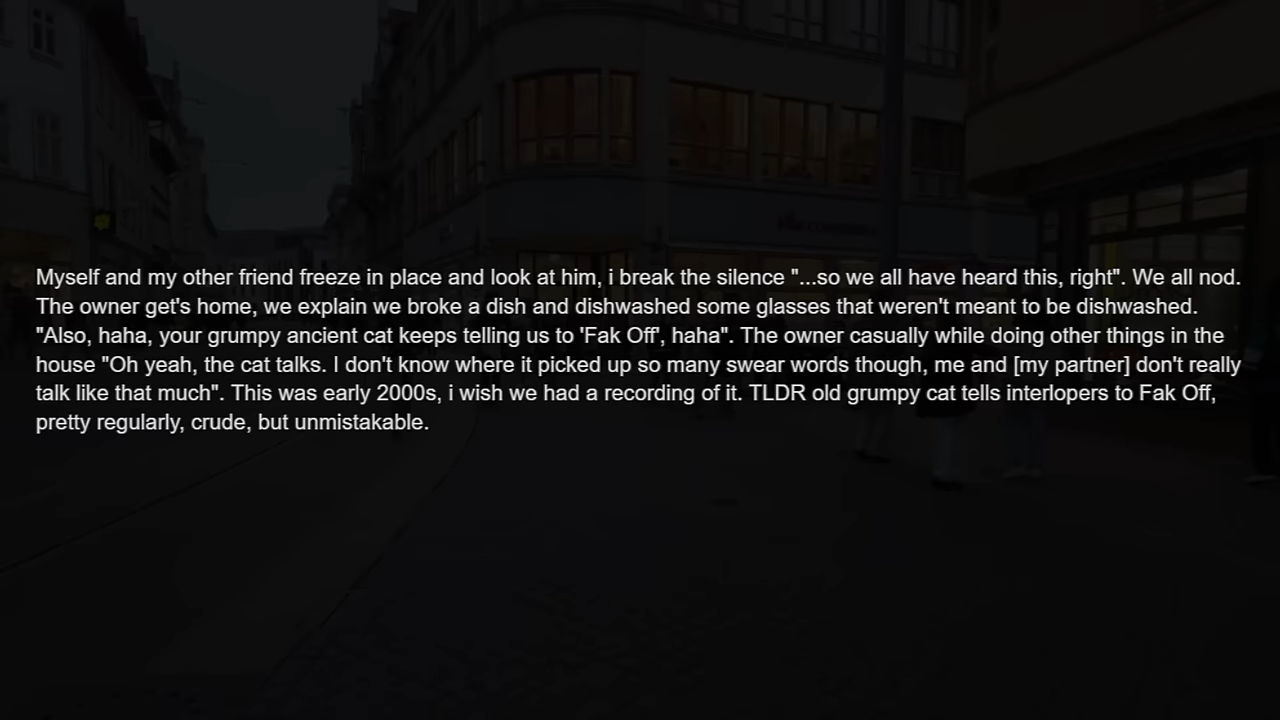 Myself and my other friend freeze in place and look at him, i break the silence "...so we all have heard this, right". We all nod.
The owner get's home, we explain we broke a dish and dishwashed some glasses that weren't meant to be dishwashed.
"Also, haha, your grumpy ancient cat keeps telling us to 'Fak Off', haha". The owner casually while doing other things in the
house "Oh yeah, the cat talks. I don't know where it picked up so many swear words though, me and [my partner] don't really
talk like that much". This was early 2000s, i wish we had a recording of it. TLDR old grumpy cat tells interlopers to Fak Off,
pretty regularly, crude, but unmistakable.